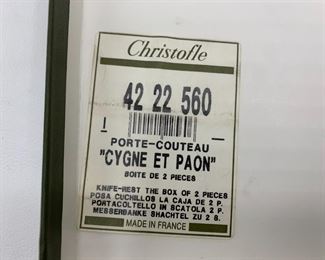 Christofle
42 22 560
PORTE-COUTEAU
"CYGNE ET PAON"
BOITE DE 2 PIECES
KNIFE-REST THE BOX OF 2 PIECES
POSA CUCHILLOS LA CAJA DE 2 P.
PORTACOLTELLO IN SCATOLA 2 P.
MESSERBANKE SHACHTEL ZU 2 S.
MADE IN FRANCE